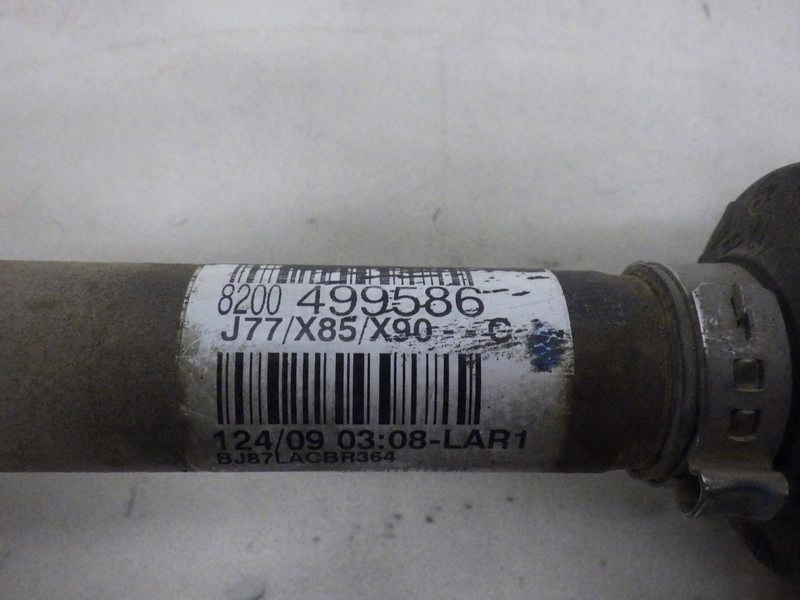 8200 499586
J77/X85/X90 - - C
124/09 03:08-LAR1
BJ87LACBR364